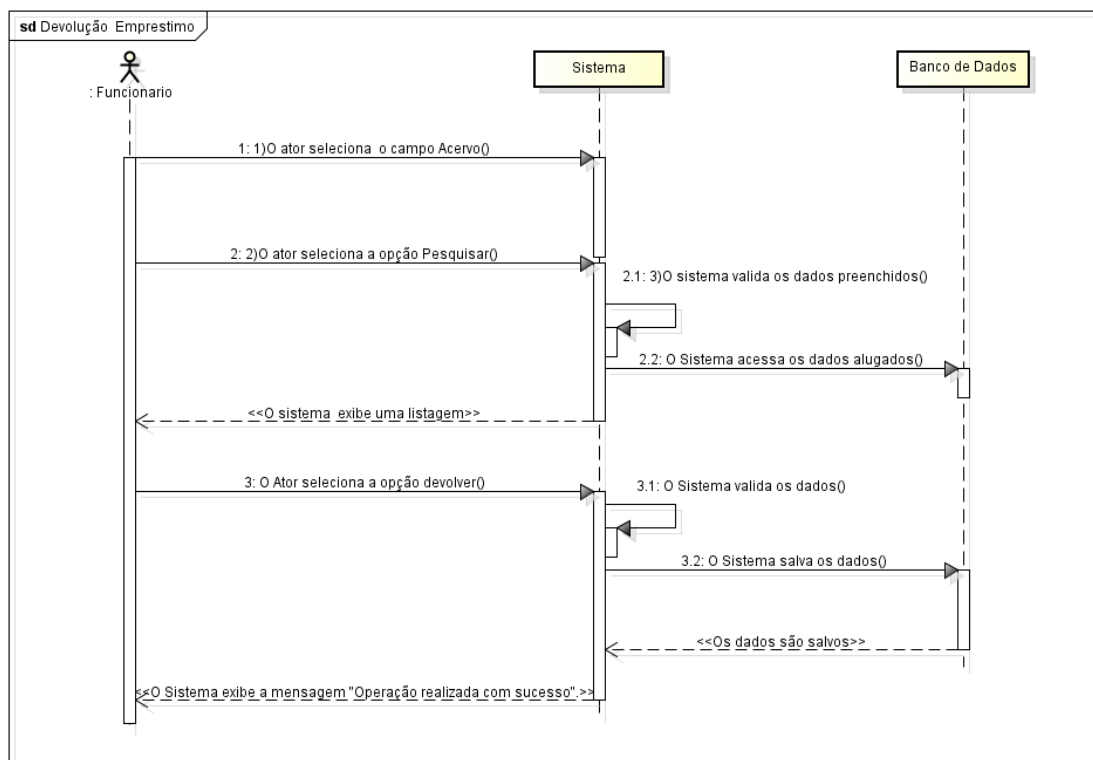 sd Devolução Emprestimo
: Funcionario
Sistema
Banco de Dados
1: 1)O ator seleciona o campo Acervo()
2: 2)O ator seleciona a opção Pesquisar()
2.1: 3)O sistema valida os dados preenchidos()
2.2: O Sistema acessa os dados alugados()
<<O sistema exibe uma listagem>>
3: O Ator seleciona a opção devolver()
3.1: O Sistema valida os dados()
3.2: O Sistema salva os dados()
<<Os dados são salvos>>
<<O Sistema exibe a mensagem "Operação realizada com sucesso".>>